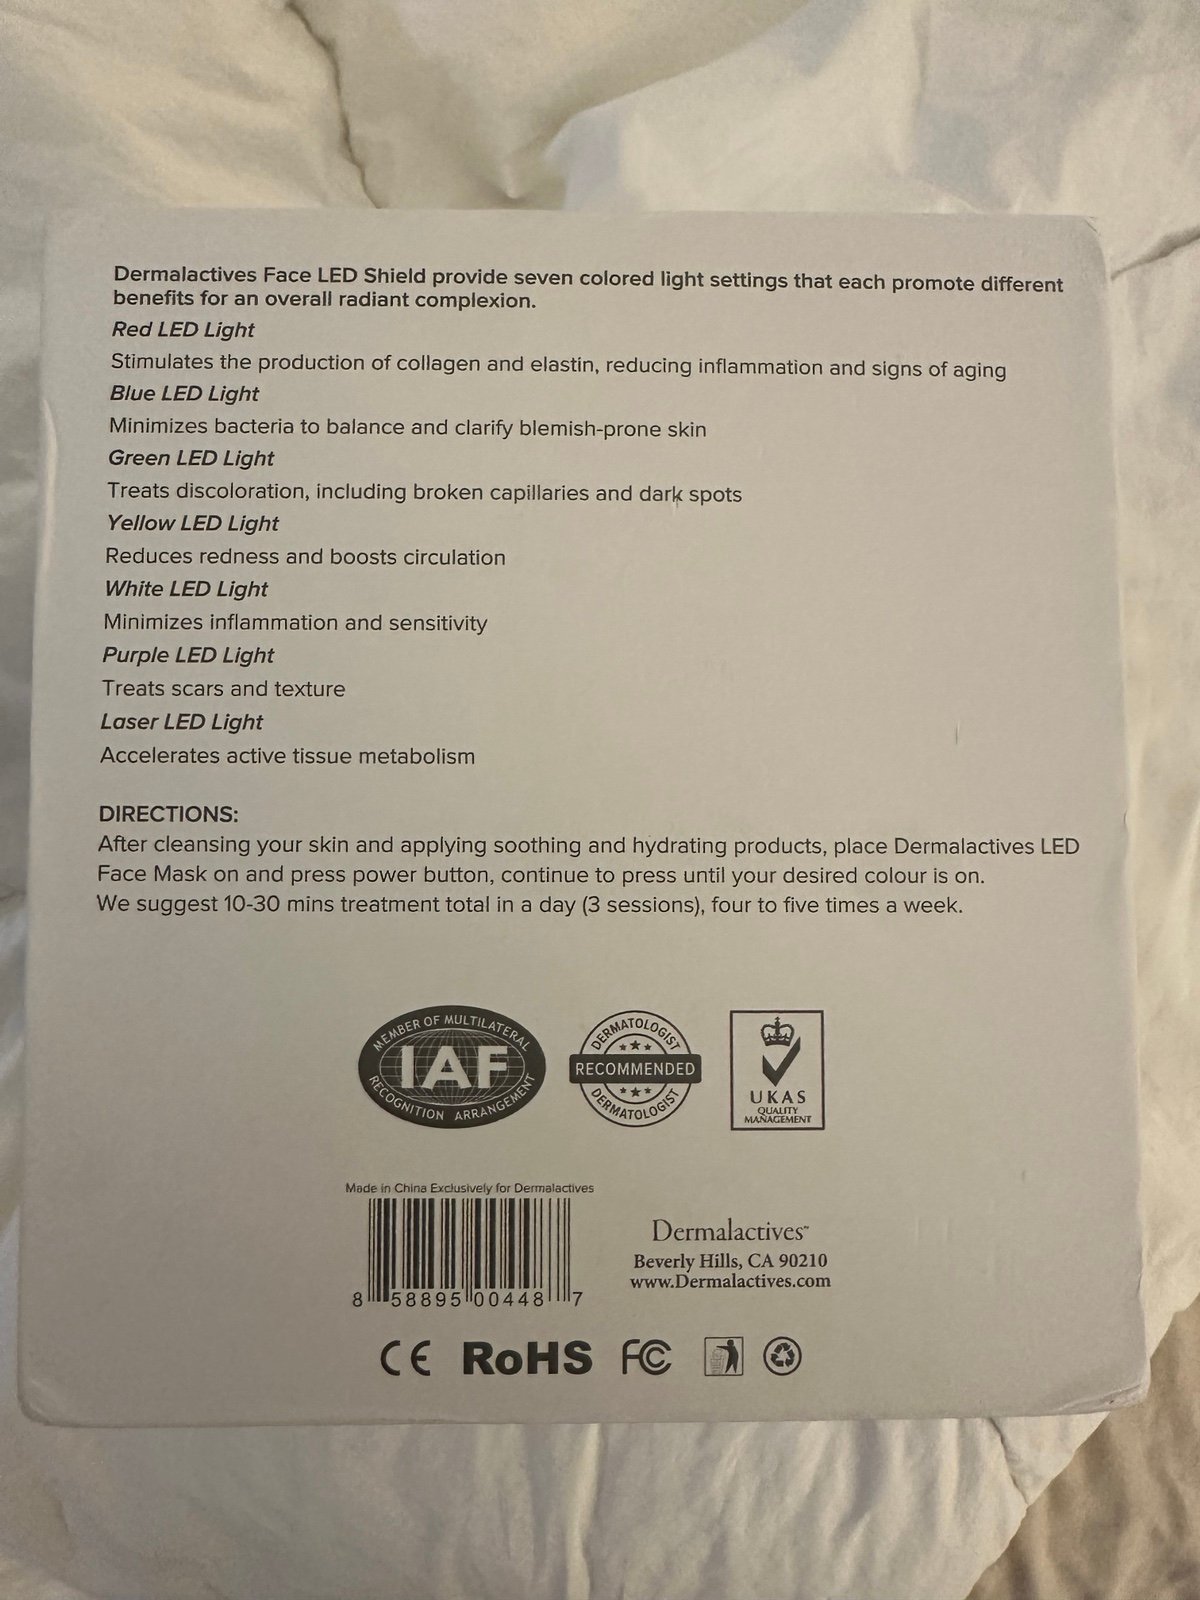 Dermalactives Face LED Shield provide seven colored light settings that each promote different
benefits for an overall radiant complexion.
Red LED Light
Stimulates the production of collagen and elastin, reducing inflammation and signs of aging
Blue LED Light
Minimizes bacteria to balance and clarify blemish-prone skin
Green LED Light
Treats discoloration, including broken capillaries and dark spots
Yellow LED Light
Reduces redness and boosts circulation
White LED Light
Minimizes inflammation and sensitivity
Purple LED Light
Treats scars and texture
Laser LED Light
Accelerates active tissue metabolism
DIRECTIONS:
After cleansing your skin and applying soothing and hydrating products, place Dermalactives LED
Face Mask on and press power button, continue to press until your desired colour is on.
We suggest 10-30 mins treatment total in a day (3 sessions), four to five times a week.
MEMBER OF MULTILATERAL
IAF
RECOGNITION ARRANGEMENT
DERMATOLOGIST
RECOMMENDED
DERMATOLOGIST
UKAS
QUALITY
MANAGEMENT
Made in China Exclusively for Dermalactives
8 58895 00448 7
Dermalactives™
Beverly Hills, CA 90210
www.Dermalactives.com
CE RoHS FC